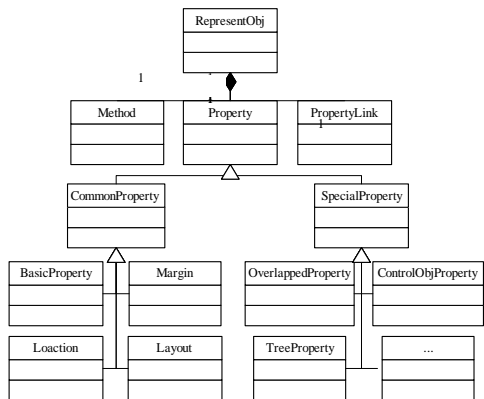 RepresentObj
1
1
Method
Property
PropertyLink
1
CommonProperty
SpecialProperty
BasicProperty
Margin
OverlappedProperty
ControlObjProperty
Loaction
Layout
TreeProperty
...